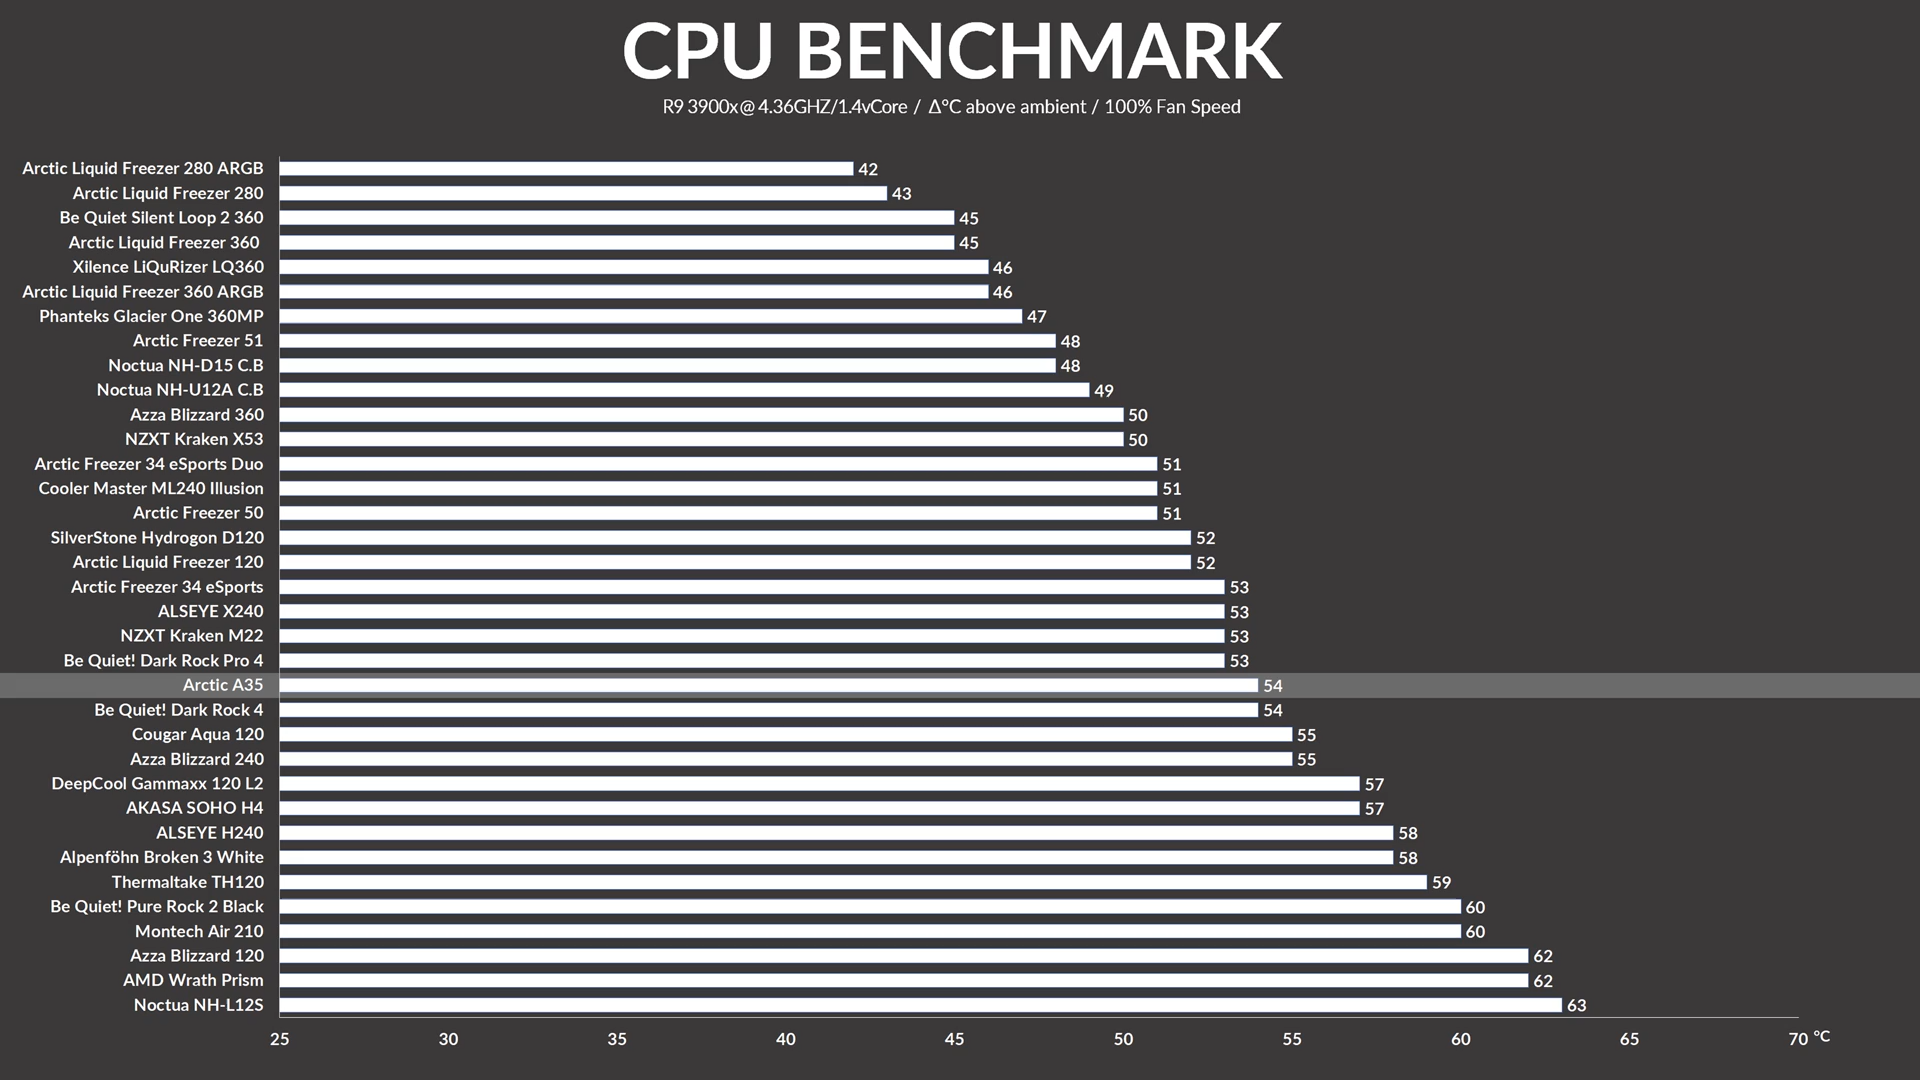 CPU BENCHMARK
R9 3900x@4.36GHZ/1.4vCore / Δ°C above ambient / 100% Fan Speed
Arctic Liquid Freezer 280 ARGB 42
Arctic Liquid Freezer 280 43
Be Quiet Silent Loop 2 360 45
Arctic Liquid Freezer 360 45
Xilence LiQuRizer LQ360 46
Arctic Liquid Freezer 360 ARGB 46
Phanteks Glacier One 360MP 47
Arctic Freezer 51 48
Noctua NH-D15 C.B 48
Noctua NH-U12A C.B 49
Azza Blizzard 360 50
NZXT Kraken X53 50
Arctic Freezer 34 eSports Duo 51
Cooler Master ML240 Illusion 51
Arctic Freezer 50 51
SilverStone Hydrogon D120 52
Arctic Liquid Freezer 120 52
Arctic Freezer 34 eSports 53
ALSEYE X240 53
NZXT Kraken M22 53
Be Quiet! Dark Rock Pro 4 53
Arctic A35 54
Be Quiet! Dark Rock 4 54
Cougar Aqua 120 55
Azza Blizzard 240 55
DeepCool Gammaxx 120 L2 57
AKASA SOHO H4 57
ALSEYE H240 58
Alpenföhn Broken 3 White 58
Thermaltake TH120 59
Be Quiet! Pure Rock 2 Black 60
Montech Air 210 60
Azza Blizzard 120 62
AMD Wrath Prism 62
Noctua NH-L12S 63
25 30 35 40 45 50 55 60 65 70 °C